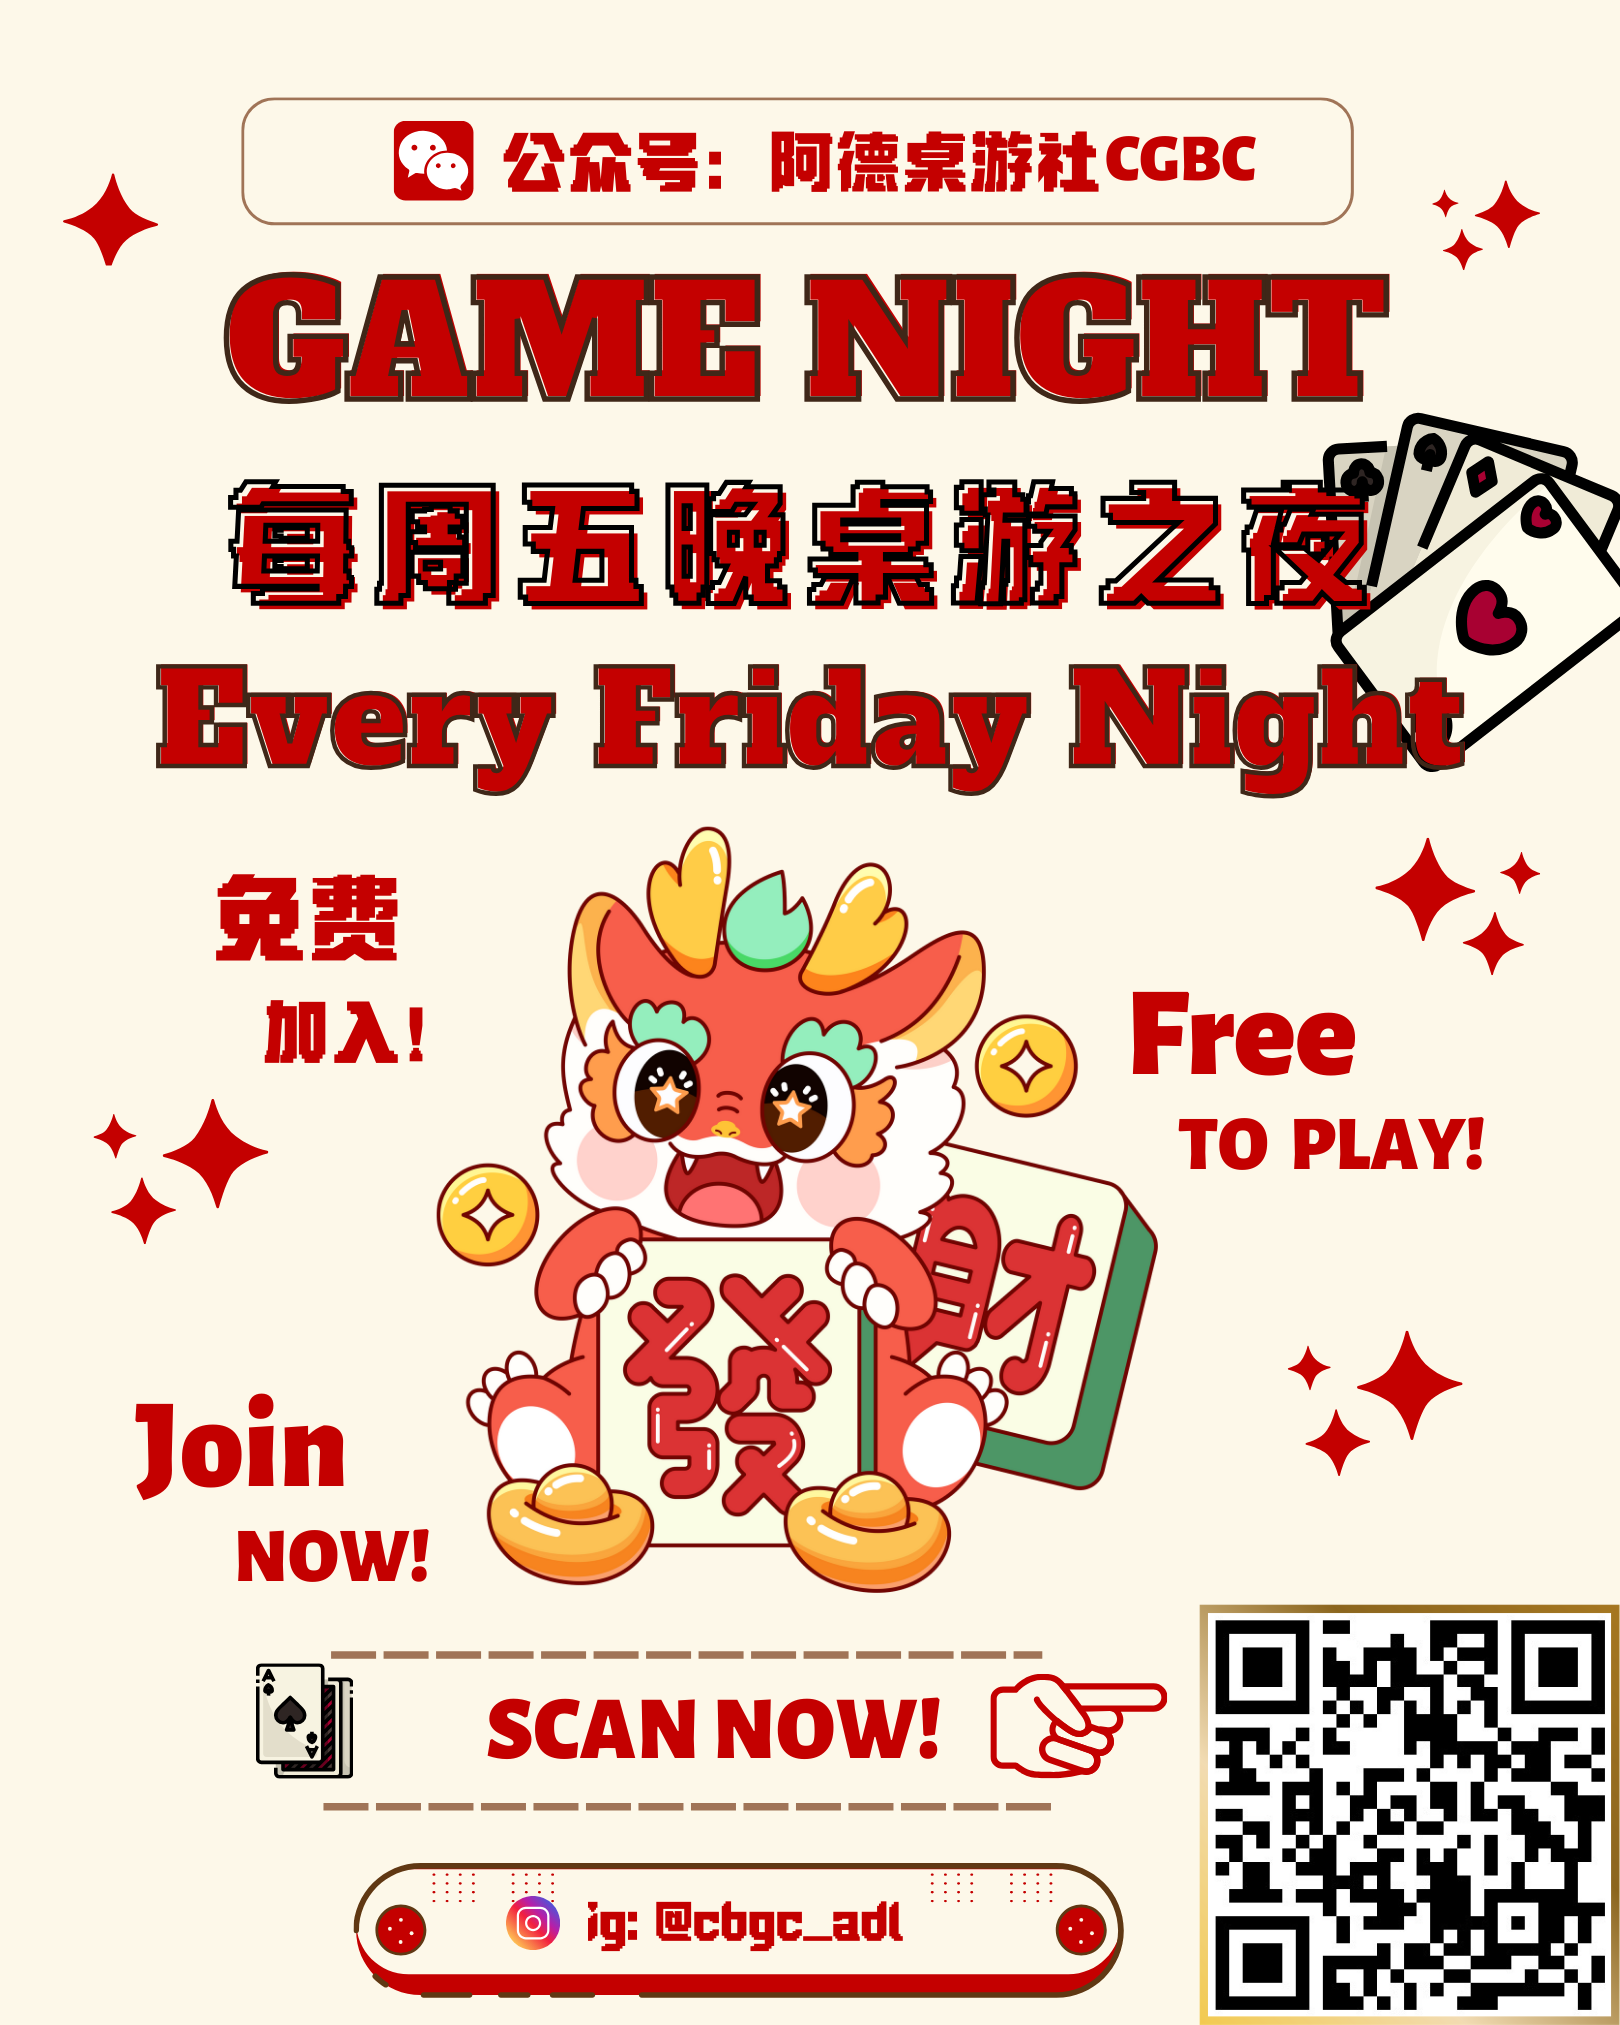 公众号：阿德桌游社CGBC
GAME NIGHT
每周五晚桌游之夜
Every Friday Night
免费
加入!
Free
TO PLAY!
財
發
Join
NOW!
A
A
SCAN NOW!
ig: @cbgc_adl